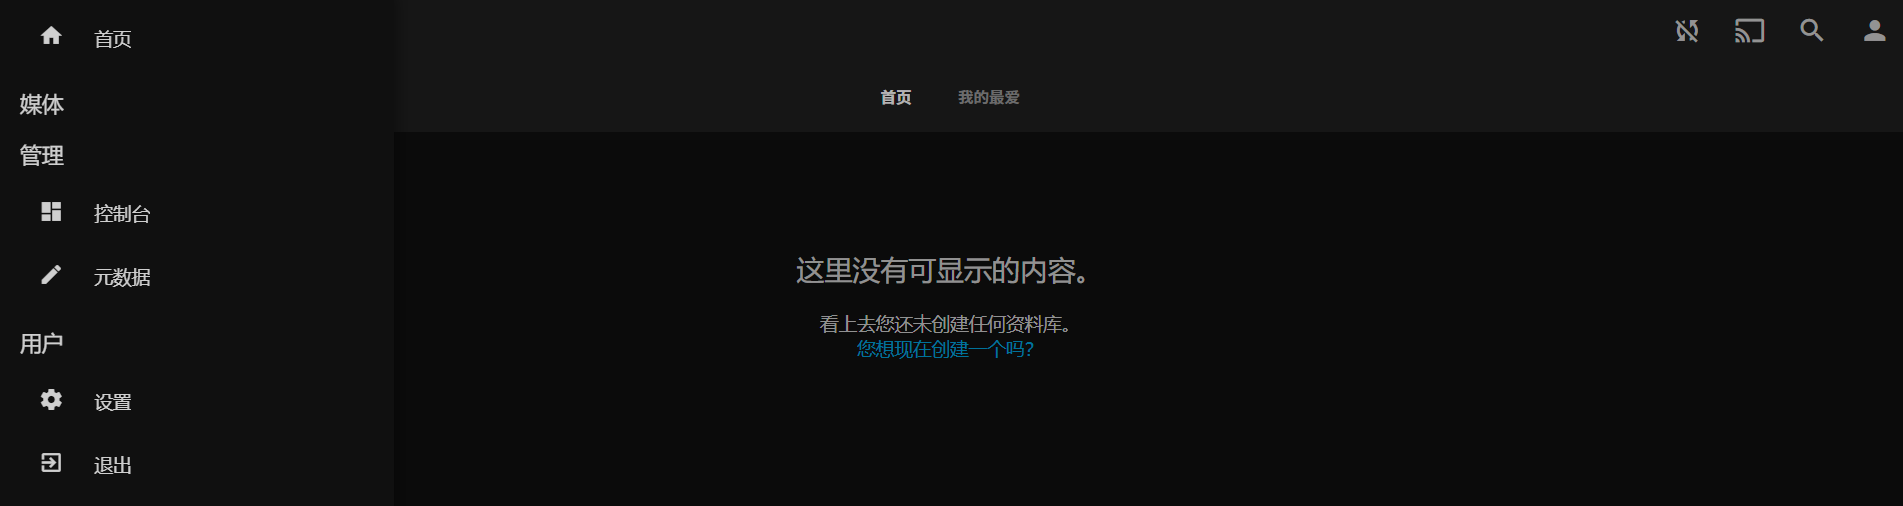 首页
媒体
管理
控制台
元数据
用户
设置
退出
首页
我的最爱
这里没有可显示的内容。
看上去您还未创建任何资料库。
您想现在创建一个吗?